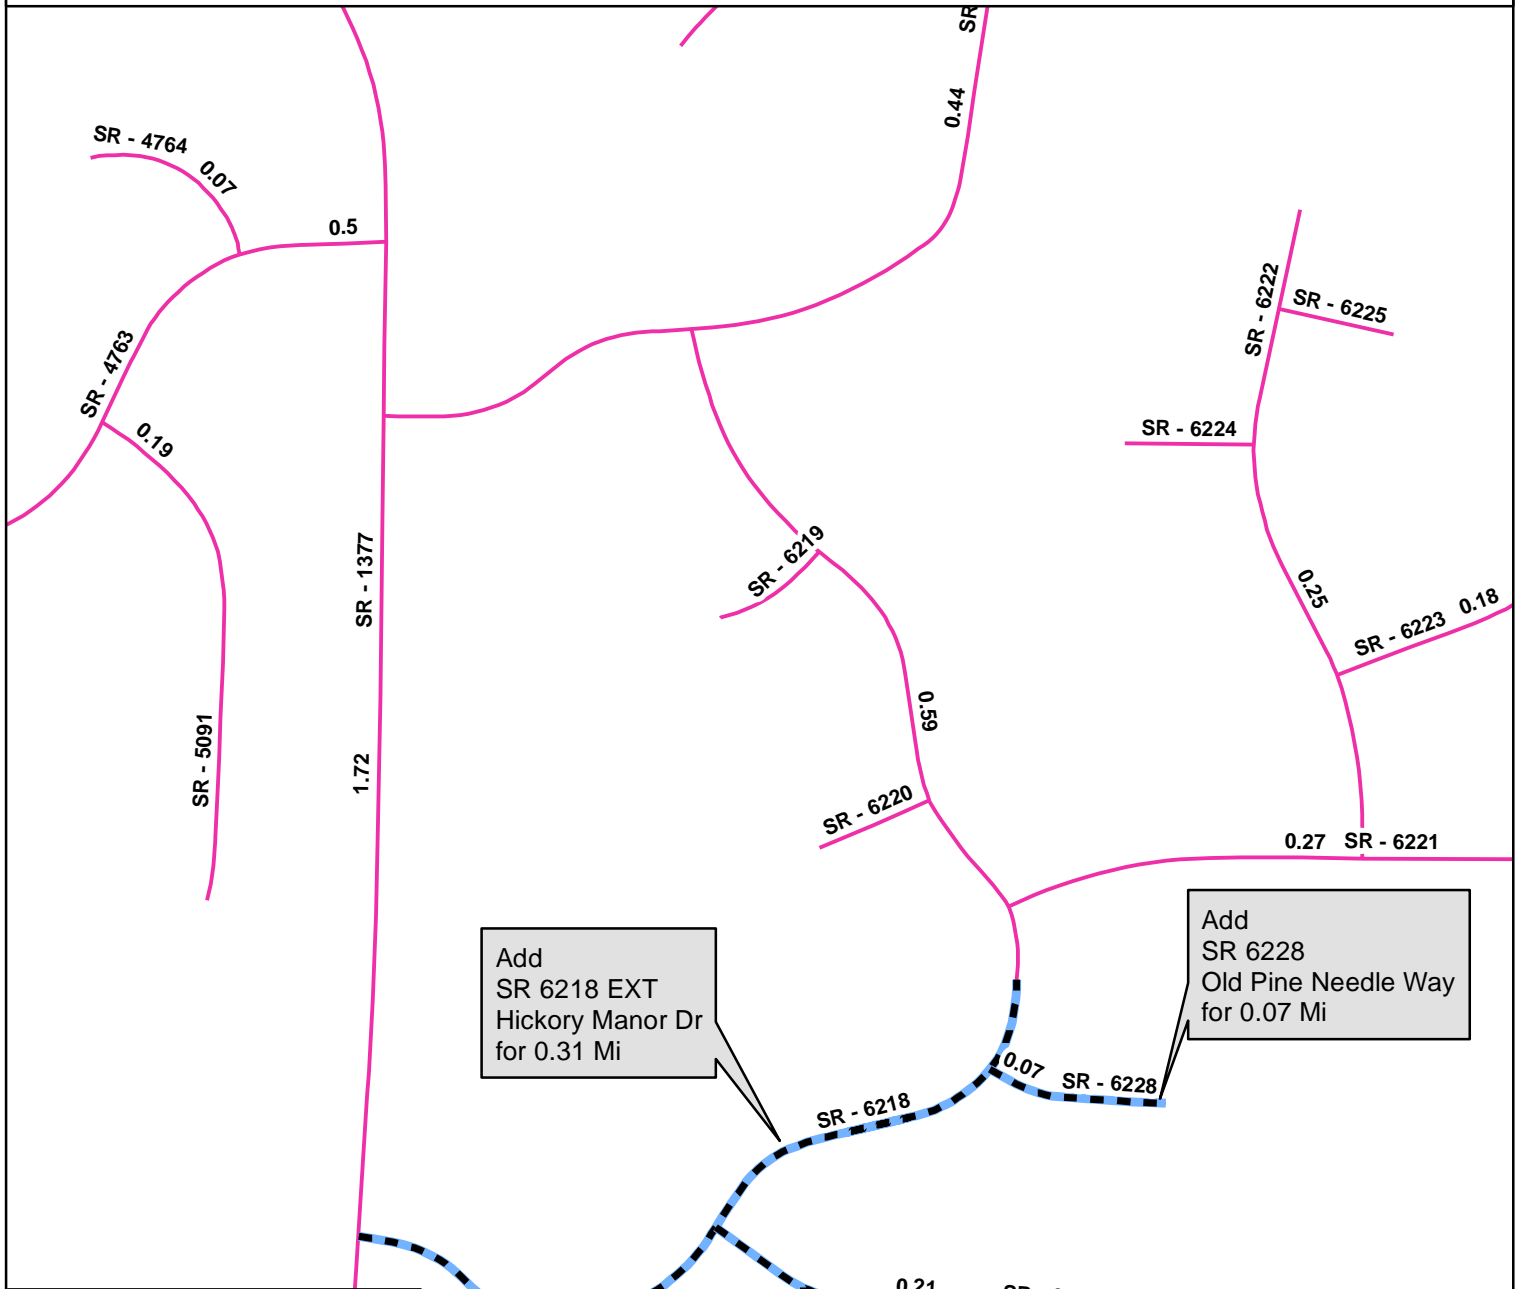 SR
0.44
SR - 4764
0.07
0.5
SR - 6222
SR - 6225
SR - 4763
0.19
SR - 6224
SR - 1377
SR - 6219
0.25
0.18
SR - 6223
0.59
SR - 5091
1.72
SR - 6220
0.27 SR - 6221
Add
SR 6228
Old Pine Needle Way
for 0.07 Mi
Add
SR 6218 EXT
Hickory Manor Dr
for 0.31 Mi
0.07
SR - 6228
SR - 6218
0.21